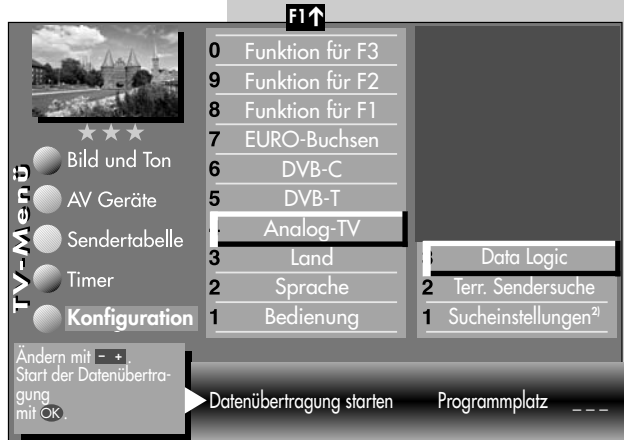 F1↑
TV-Menü
Bild und Ton
AV Geräte
Sendertabelle
Timer
Konfiguration
0 Funktion für F3
9 Funktion für F2
8 Funktion für F1
7 EURO-Buchsen
6 DVB-C
5 DVB-T
Analog-TV
3 Land
2 Sprache
1 Bedienung
3 Data Logic
2 Terr. Sendersuche
1 Sucheinstellungen²⁾
Ändern mit - + .
Start der Datenübertra-
gung
mit OK.
Datenübertragung starten Programmplatz _ _ _